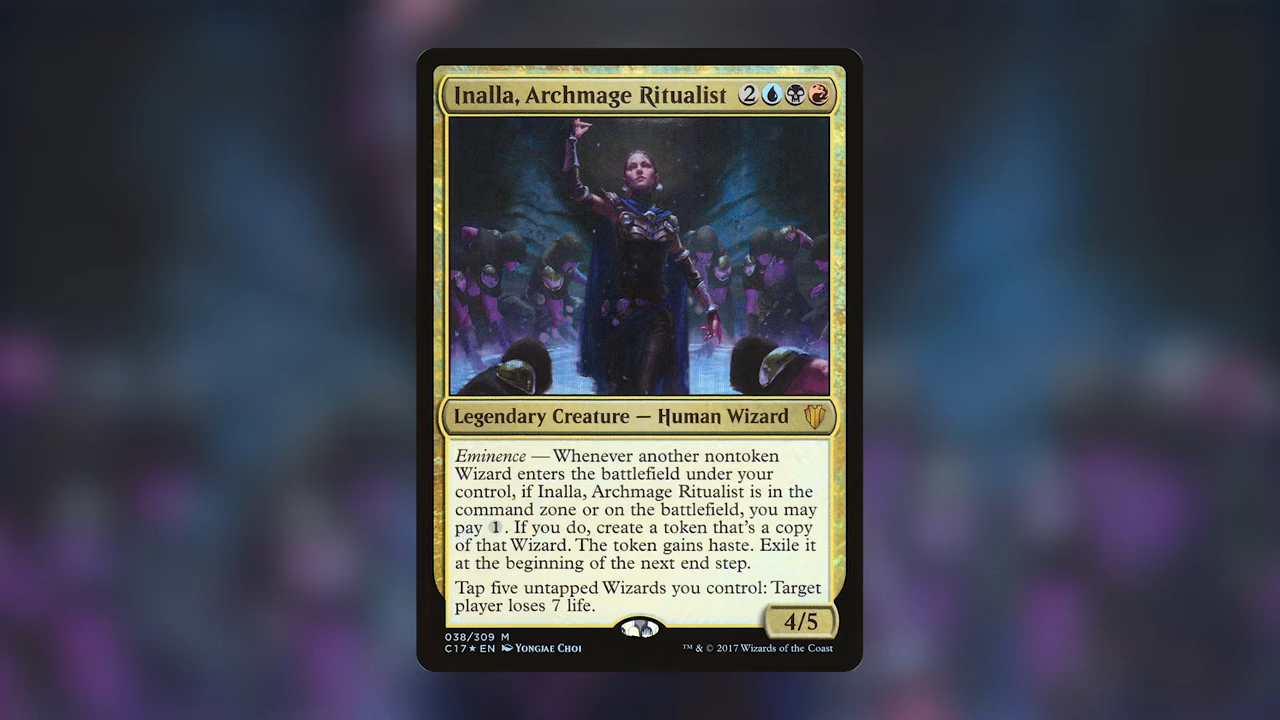 Inalla, Archmage Ritualist 2
Legendary Creature — Human Wizard
Eminence — Whenever another nontoken
Wizard enters the battlefield under your
control, if Inalla, Archmage Ritualist is in the
command zone or on the battlefield, you may
pay 1. If you do, create a token that's a copy
of that Wizard. The token gains haste. Exile it
at the beginning of the next end step.
Tap five untapped Wizards you control: Target
player loses 7 life.
4/5
038/309 M
C17★EN Yongjae Choi
™ & © 2017 Wizards of the Coast